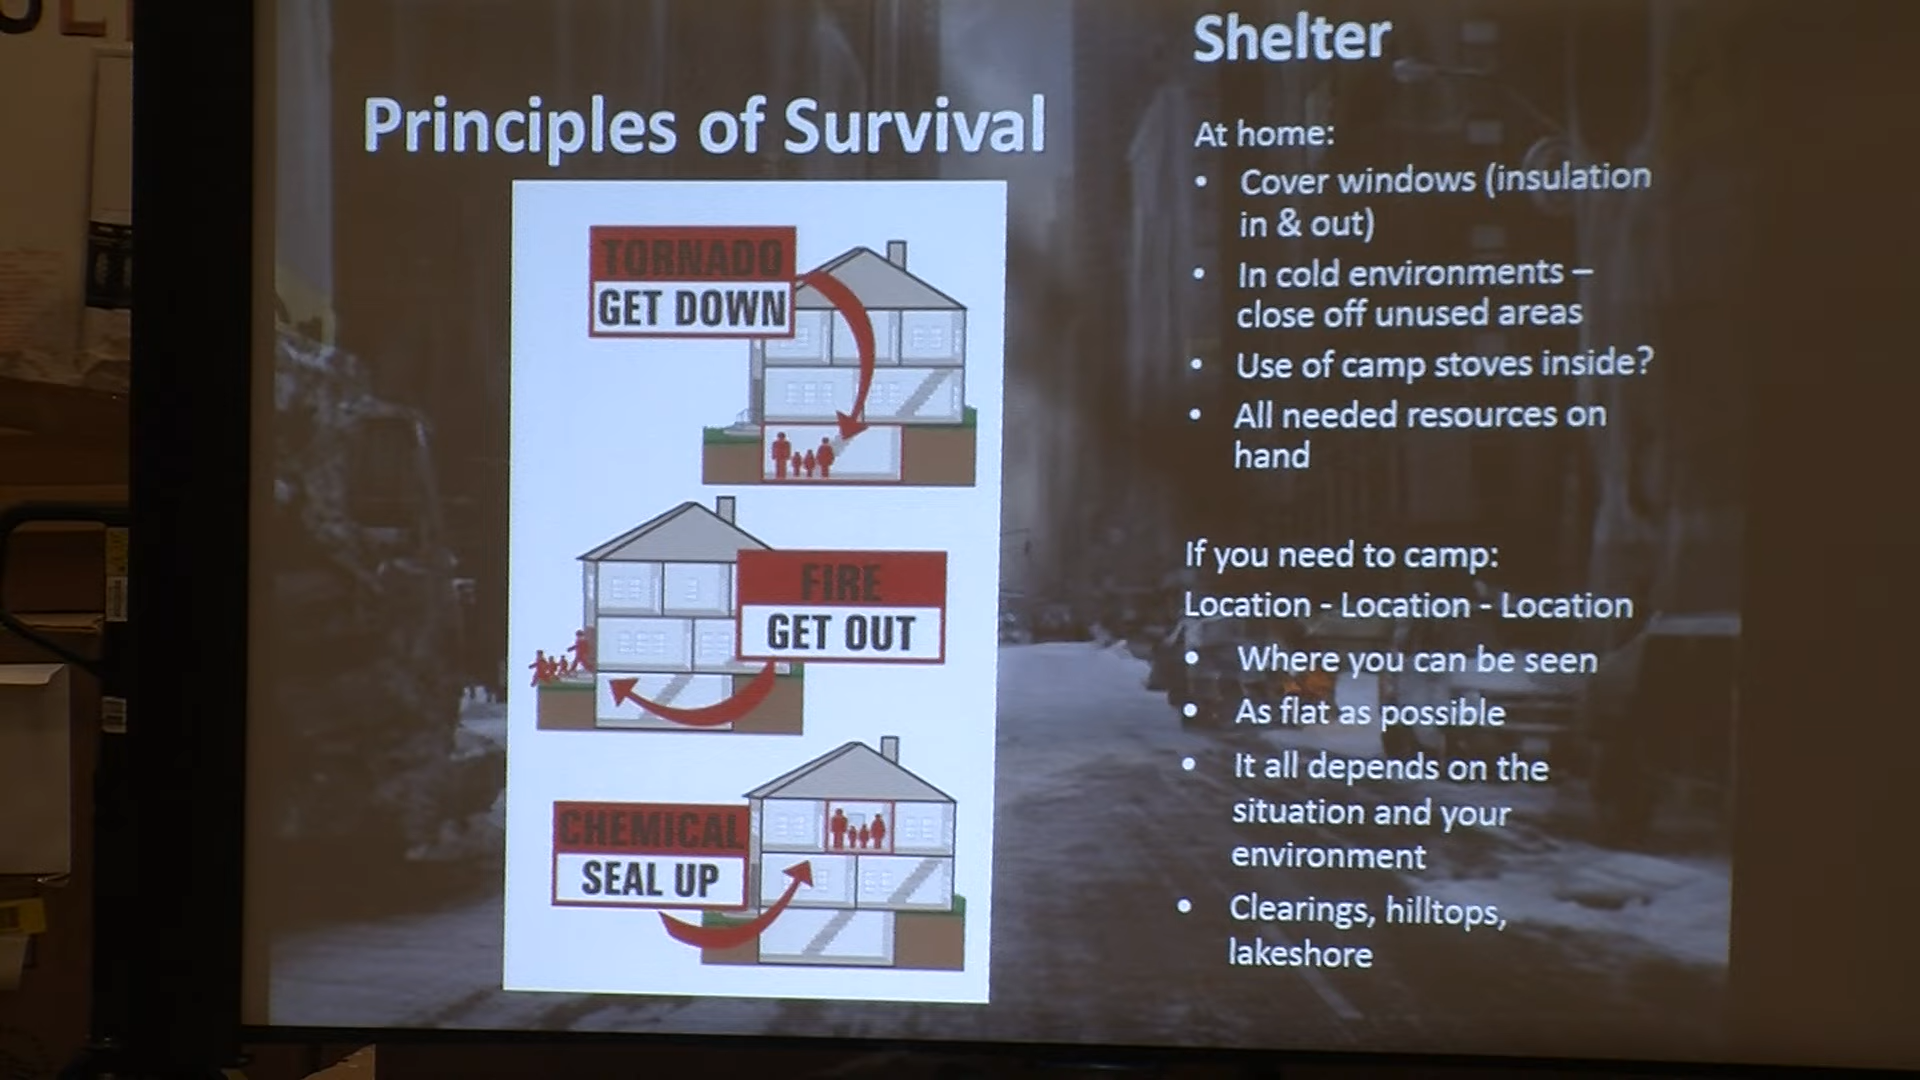 Principles of Survival
TORNADO
GET DOWN
FIRE
GET OUT
CHEMICAL
SEAL UP
Shelter
At home:
• Cover windows (insulation
in & out)
• In cold environments –
close off unused areas
• Use of camp stoves inside?
• All needed resources on
hand
If you need to camp:
Location - Location - Location
• Where you can be seen
• As flat as possible
• It all depends on the
situation and your
environment
• Clearings, hilltops,
lakeshore